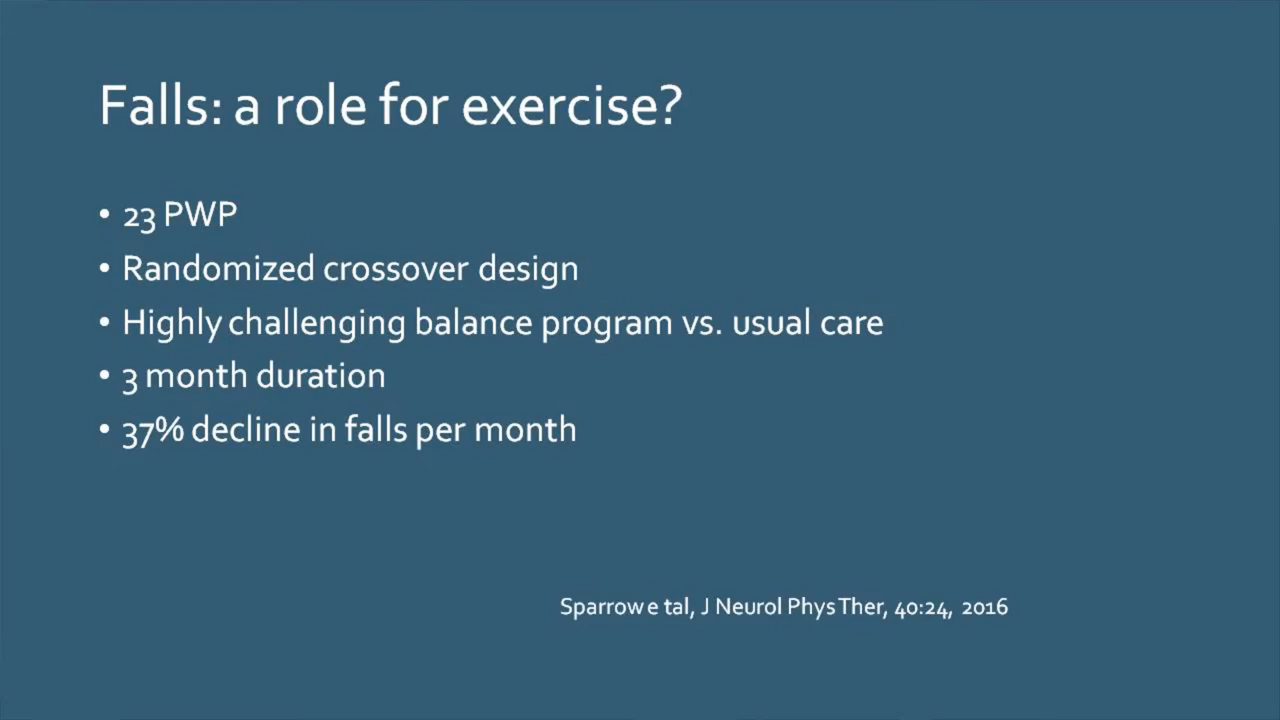 Falls: a role for exercise?
• 23 PWP
• Randomized crossover design
• Highly challenging balance program vs. usual care
• 3 month duration
• 37% decline in falls per month
Sparrow e tal, J Neurol Phys Ther, 40:24, 2016